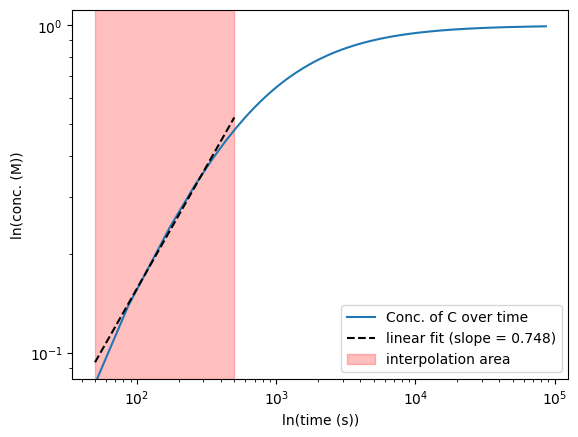 10⁰
10⁻¹
ln(conc. (M))
10²
10³
10⁴
10⁵
ln(time (s))
Conc. of C over time
linear fit (slope = 0.748)
interpolation area